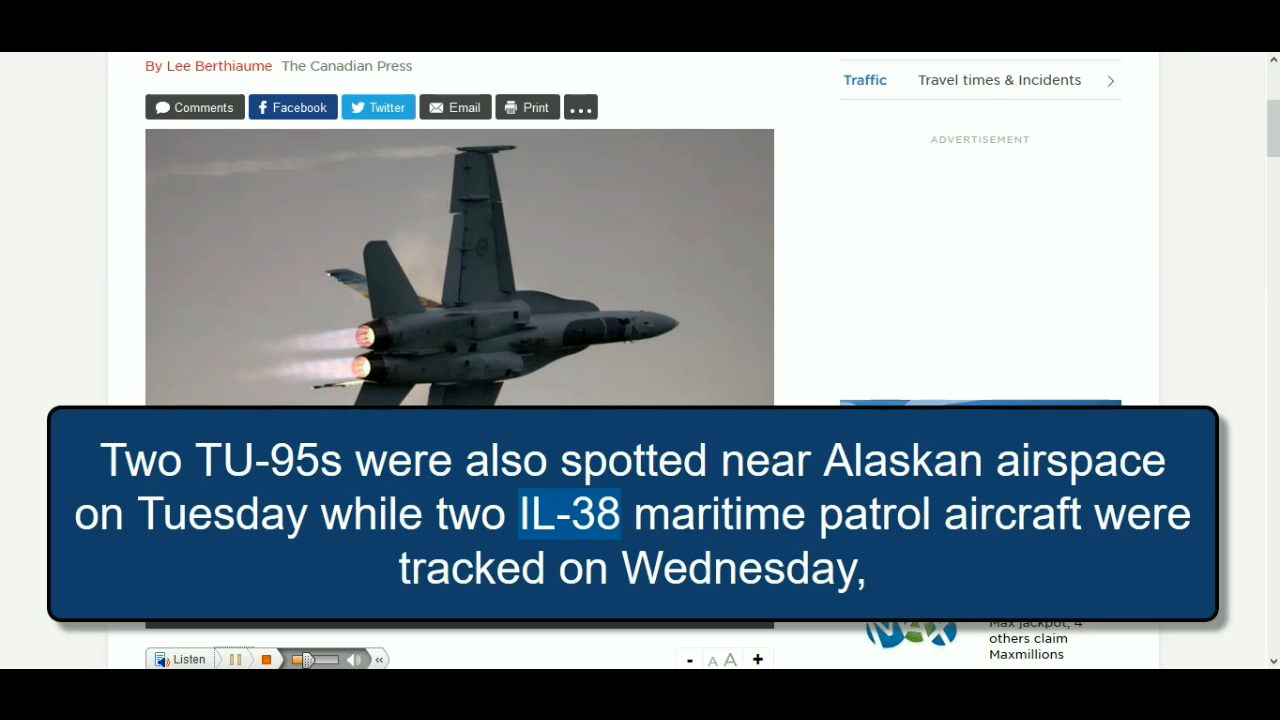 By Lee Berthiaume The Canadian Press
Traffic Travel times & Incidents
Comments Facebook Twitter Email Print ...
ADVERTISEMENT
Two TU-95s were also spotted near Alaskan airspace
on Tuesday while two IL-38 maritime patrol aircraft were
tracked on Wednesday,
MAX
Max jackpot, 4
others claim
Maxmillions
Listen
- A A +